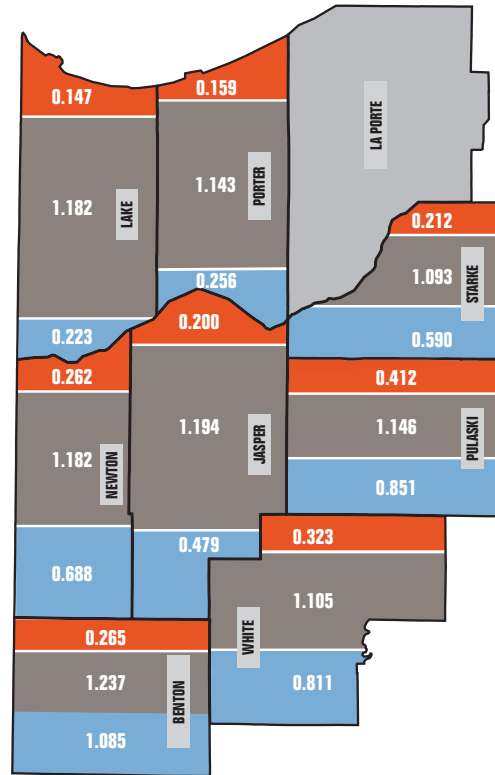 0.147
1.182
LAKE
0.223
0.159
1.143
PORTER
0.256
LA PORTE
0.212
1.093
STARKE
0.590
0.262
1.182
NEWTON
0.688
0.200
1.194
JASPER
0.479
0.412
1.146
PULASKI
0.851
0.323
1.105
WHITE
0.811
0.265
1.237
BENTON
1.085